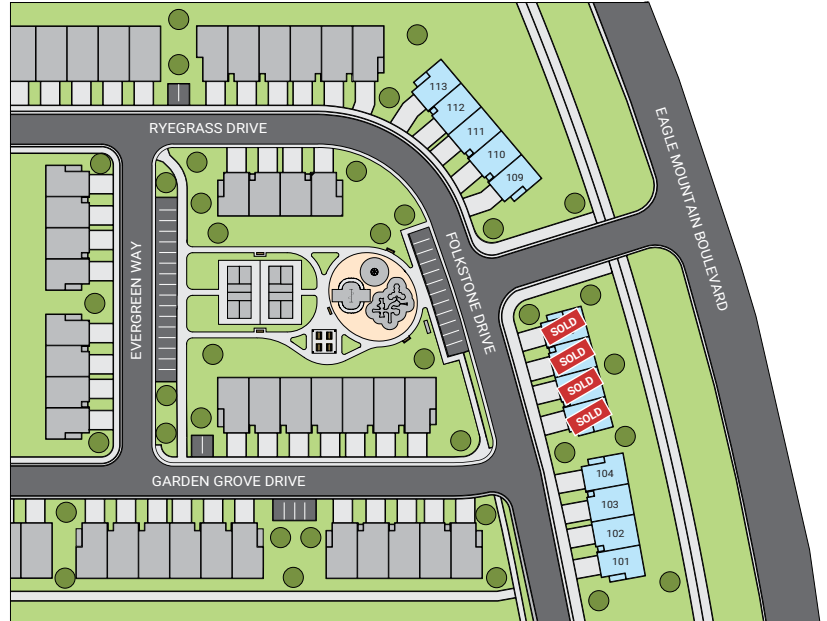 113
112
RYEGRASS DRIVE
111
110
109
EAGLE MOUNTAIN BOULEVARD
FOLKSTONE DRIVE
EVERGREEN WAY
SOLD
SOLD
SOLD
SOLD
104
GARDEN GROVE DRIVE
103
102
101